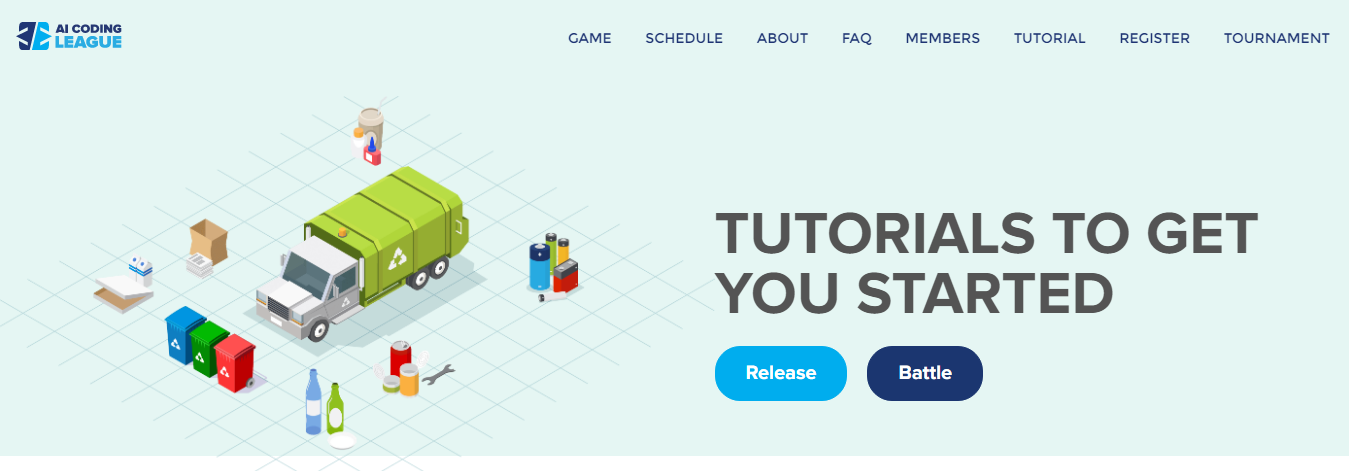 AI CODING
LEAGUE
GAME SCHEDULE ABOUT FAQ MEMBERS TUTORIAL REGISTER TOURNAMENT
TUTORIALS TO GET
YOU STARTED
Release Battle